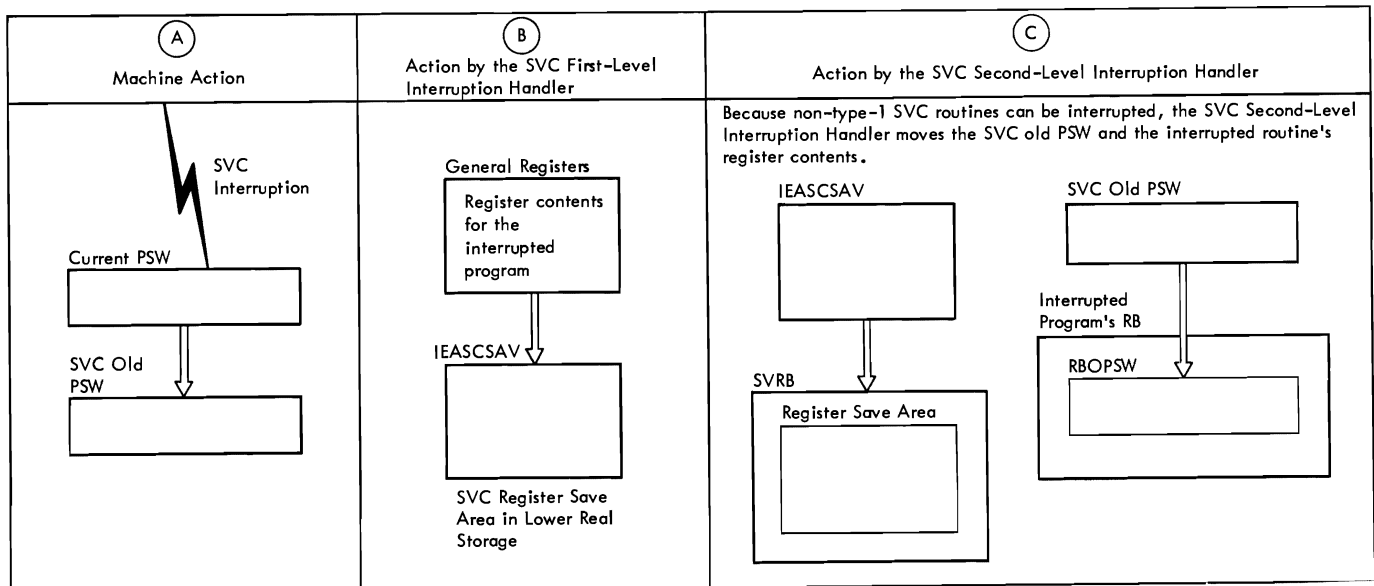 A
Machine Action
SVC
Interruption
Current PSW
SVC Old
PSW
B
Action by the SVC First-Level
Interruption Handler
General Registers
Register contents
for the
interrupted
program
IEASCSAV
SVC Register Save
Area in Lower Real
Storage
C
Action by the SVC Second-Level Interruption Handler
Because non-type-1 SVC routines can be interrupted, the SVC Second-Level
Interruption Handler moves the SVC old PSW and the interrupted routine's
register contents.
IEASCSAV
SVRB
Register Save Area
SVC Old PSW
Interrupted
Program's RB
RBOPSW